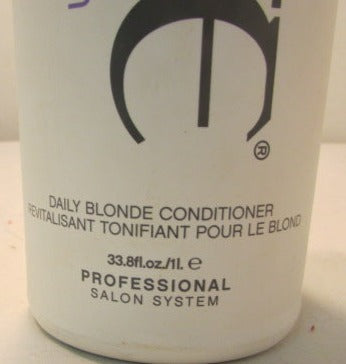 ®
DAILY BLONDE CONDITIONER
REVITALISANT TONIFIANT POUR LE BLOND
33.8fl.oz./1l. ℮
PROFESSIONAL
SALON SYSTEM